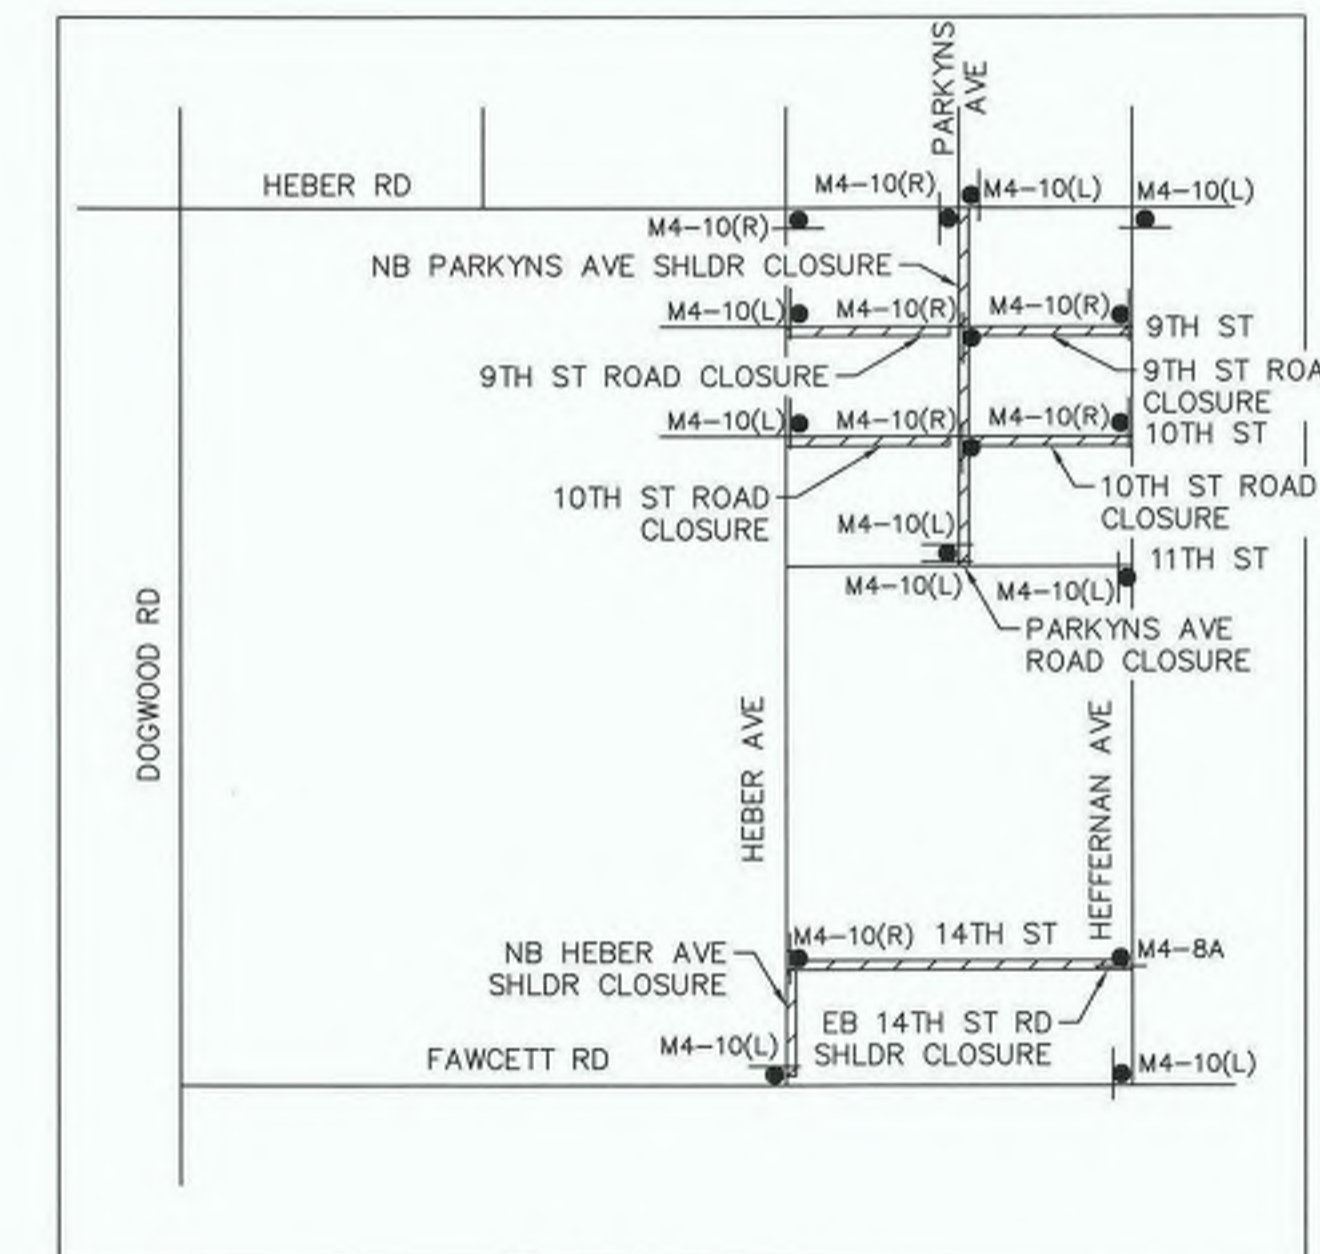 PARKYNS
AVE
HEBER RD
M4-10(R)
M4-10(L)
M4-10(L)
M4-10(R)
NB PARKYNS AVE SHLDR CLOSURE
M4-10(L)
M4-10(R)
M4-10(R)
9TH ST
9TH ST ROAD CLOSURE
9TH ST ROA
CLOSURE
M4-10(L)
M4-10(R)
M4-10(R)
10TH ST
10TH ST ROAD
CLOSURE
10TH ST ROAD
CLOSURE
M4-10(L)
11TH ST
M4-10(L)
M4-10(L)
PARKYNS AVE
ROAD CLOSURE
DOGWOOD RD
HEBER AVE
HEFFERNAN AVE
M4-10(R)
14TH ST
M4-8A
NB HEBER AVE
SHLDR CLOSURE
EB 14TH ST RD
SHLDR CLOSURE
FAWCETT RD
M4-10(L)
M4-10(L)